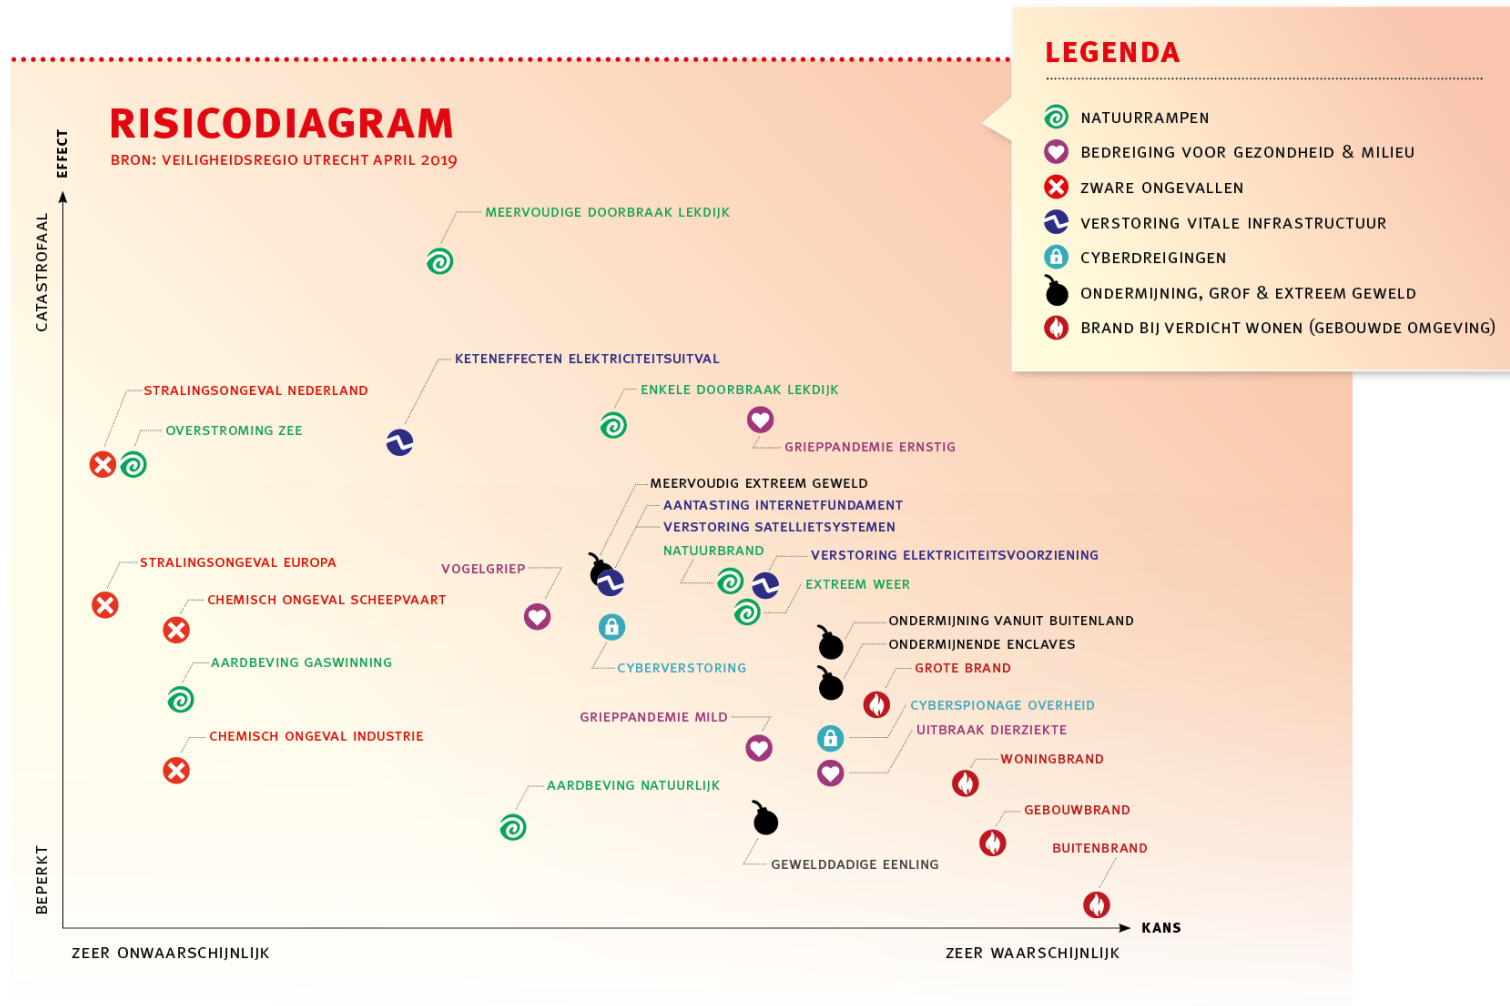 LEGENDA
NATUURRAMPEN
BEDREIGING VOOR GEZONDHEID & MILIEU
ZWARE ONGEVALLEN
VERSTORING VITALE INFRASTRUCTUUR
CYBERDREIGINGEN
ONDERMIJNING, GROF & EXTREEM GEWELD
BRAND BIJ VERDICHT WONEN (GEBOUWDE OMGEVING)
RISICODIAGRAM
BRON: VEILIGHEIDSREGIO UTRECHT APRIL 2019
EFFECT
CATASTROFAAL
BEPERKT
MEERVOUDIGE DOORBRAAK LEKDIJK
KETENEFFECTEN ELEKTRICITEITSUITVAL
STRALINGSONGEVAL NEDERLAND
ENKELE DOORBRAAK LEKDIJK
OVERSTROMING ZEE
GRIEPPANDEMIE ERNSTIG
MEERVOUDIG EXTREEM GEWELD
AANTASTING INTERNETFUNDAMENT
VERSTORING SATELLIETSYSTEMEN
NATUURBRAND
VERSTORING ELEKTRICITEITSVOORZIENING
STRALINGSONGEVAL EUROPA
VOGELGRIEP
EXTREEM WEER
CHEMISCH ONGEVAL SCHEEPVAART
ONDERMIJNING VANUIT BUITENLAND
ONDERMIJNENDE ENCLAVES
AARDBEVING GASWINNING
CYBERVERSTORING
GROTE BRAND
CYBERSPIONAGE OVERHEID
GRIEPPANDEMIE MILD
UITBRAAK DIERZIEKTE
CHEMISCH ONGEVAL INDUSTRIE
WONINGBRAND
AARDBEVING NATUURLIJK
GEBOUWBRAND
BUITENBRAND
GEWELDDADIGE EENLING
KANS
ZEER ONWAARSCHIJNLIJK
ZEER WAARSCHIJNLIJK